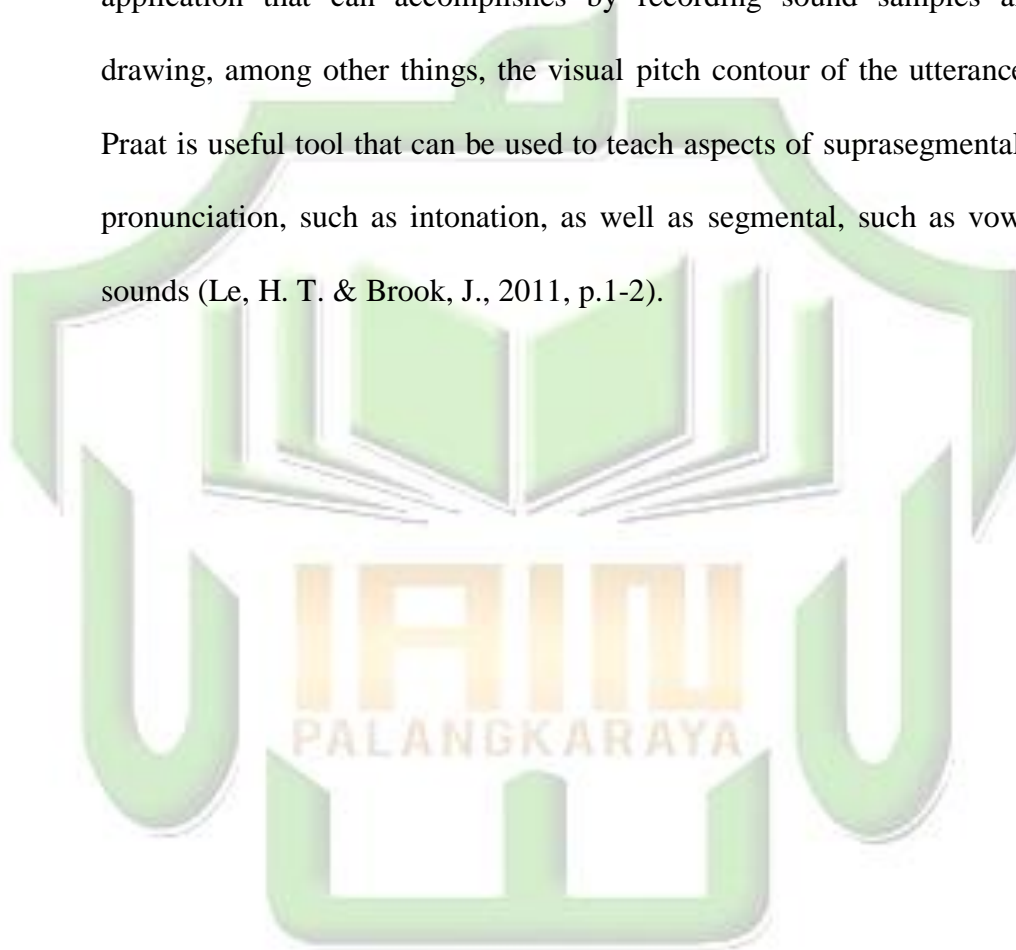 application that can accomplishes by recording sound samples
drawing, among other things, the visual pitch contour of the utterance
Praat is useful tool that can be used to teach aspects of suprasegmental
pronunciation, such as intonation, as well as segmental, such as
sounds (Le, H. T. & Brook, J., 2011, p.1-2).
IAIN
PALANGKARAYA